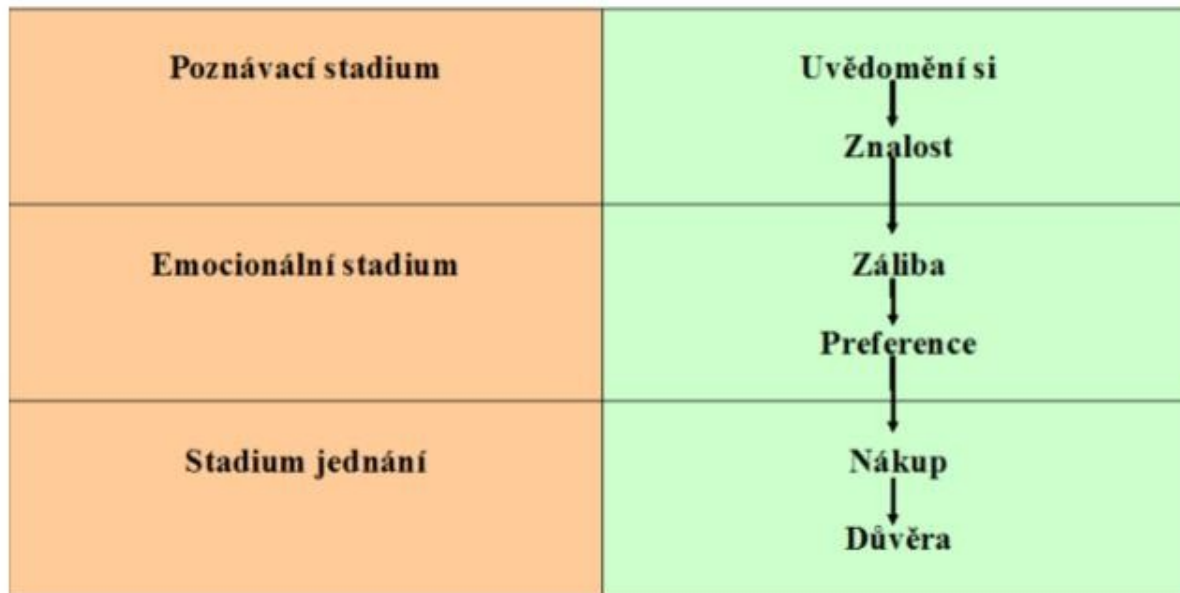 Poznávací stadium
Uvědomění si
Znalost
Emocionální stadium
Záliba
Preference
Stadium jednání
Nákup
Důvěra